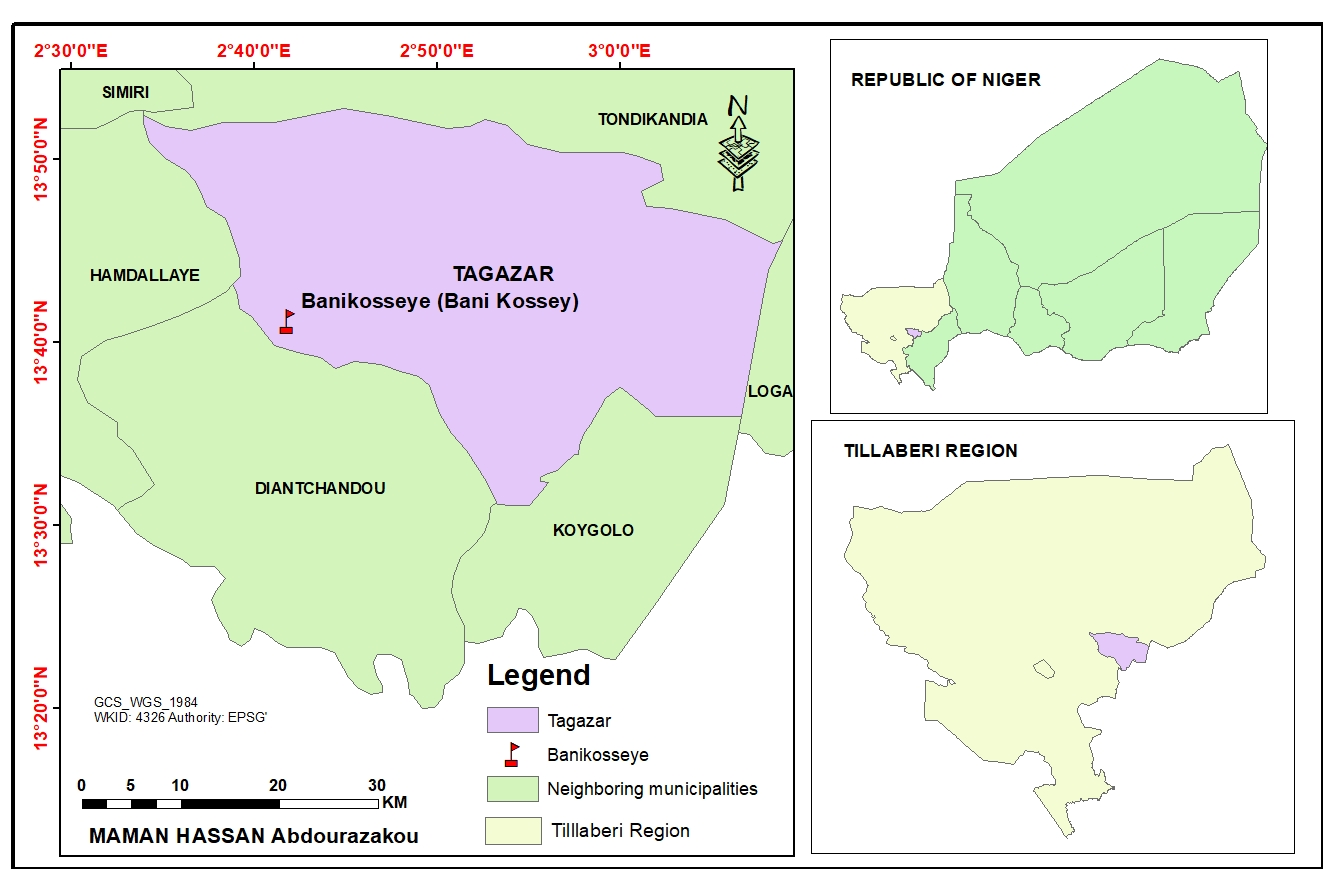 2°30'0"E 2°40'0"E 2°50'0"E 3°0'0"E
13°50'0"N
13°40'0"N
13°30'0"N
13°20'0"N
SIMIRI
TONDIKANDIA
N
HAMDALLAYE
TAGAZAR
Banikosseye (Bani Kossey)
LOGA
DIANTCHANDOU
KOYGOLO
GCS_WGS_1984
WKID: 4326 Authority: EPSG'
0 5 10 20 30
KM
MAMAN HASSAN Abdourazakou
Legend
Tagazar
Banikosseye
Neighboring municipalities
Tilllaberi Region
REPUBLIC OF NIGER
TILLABERI REGION